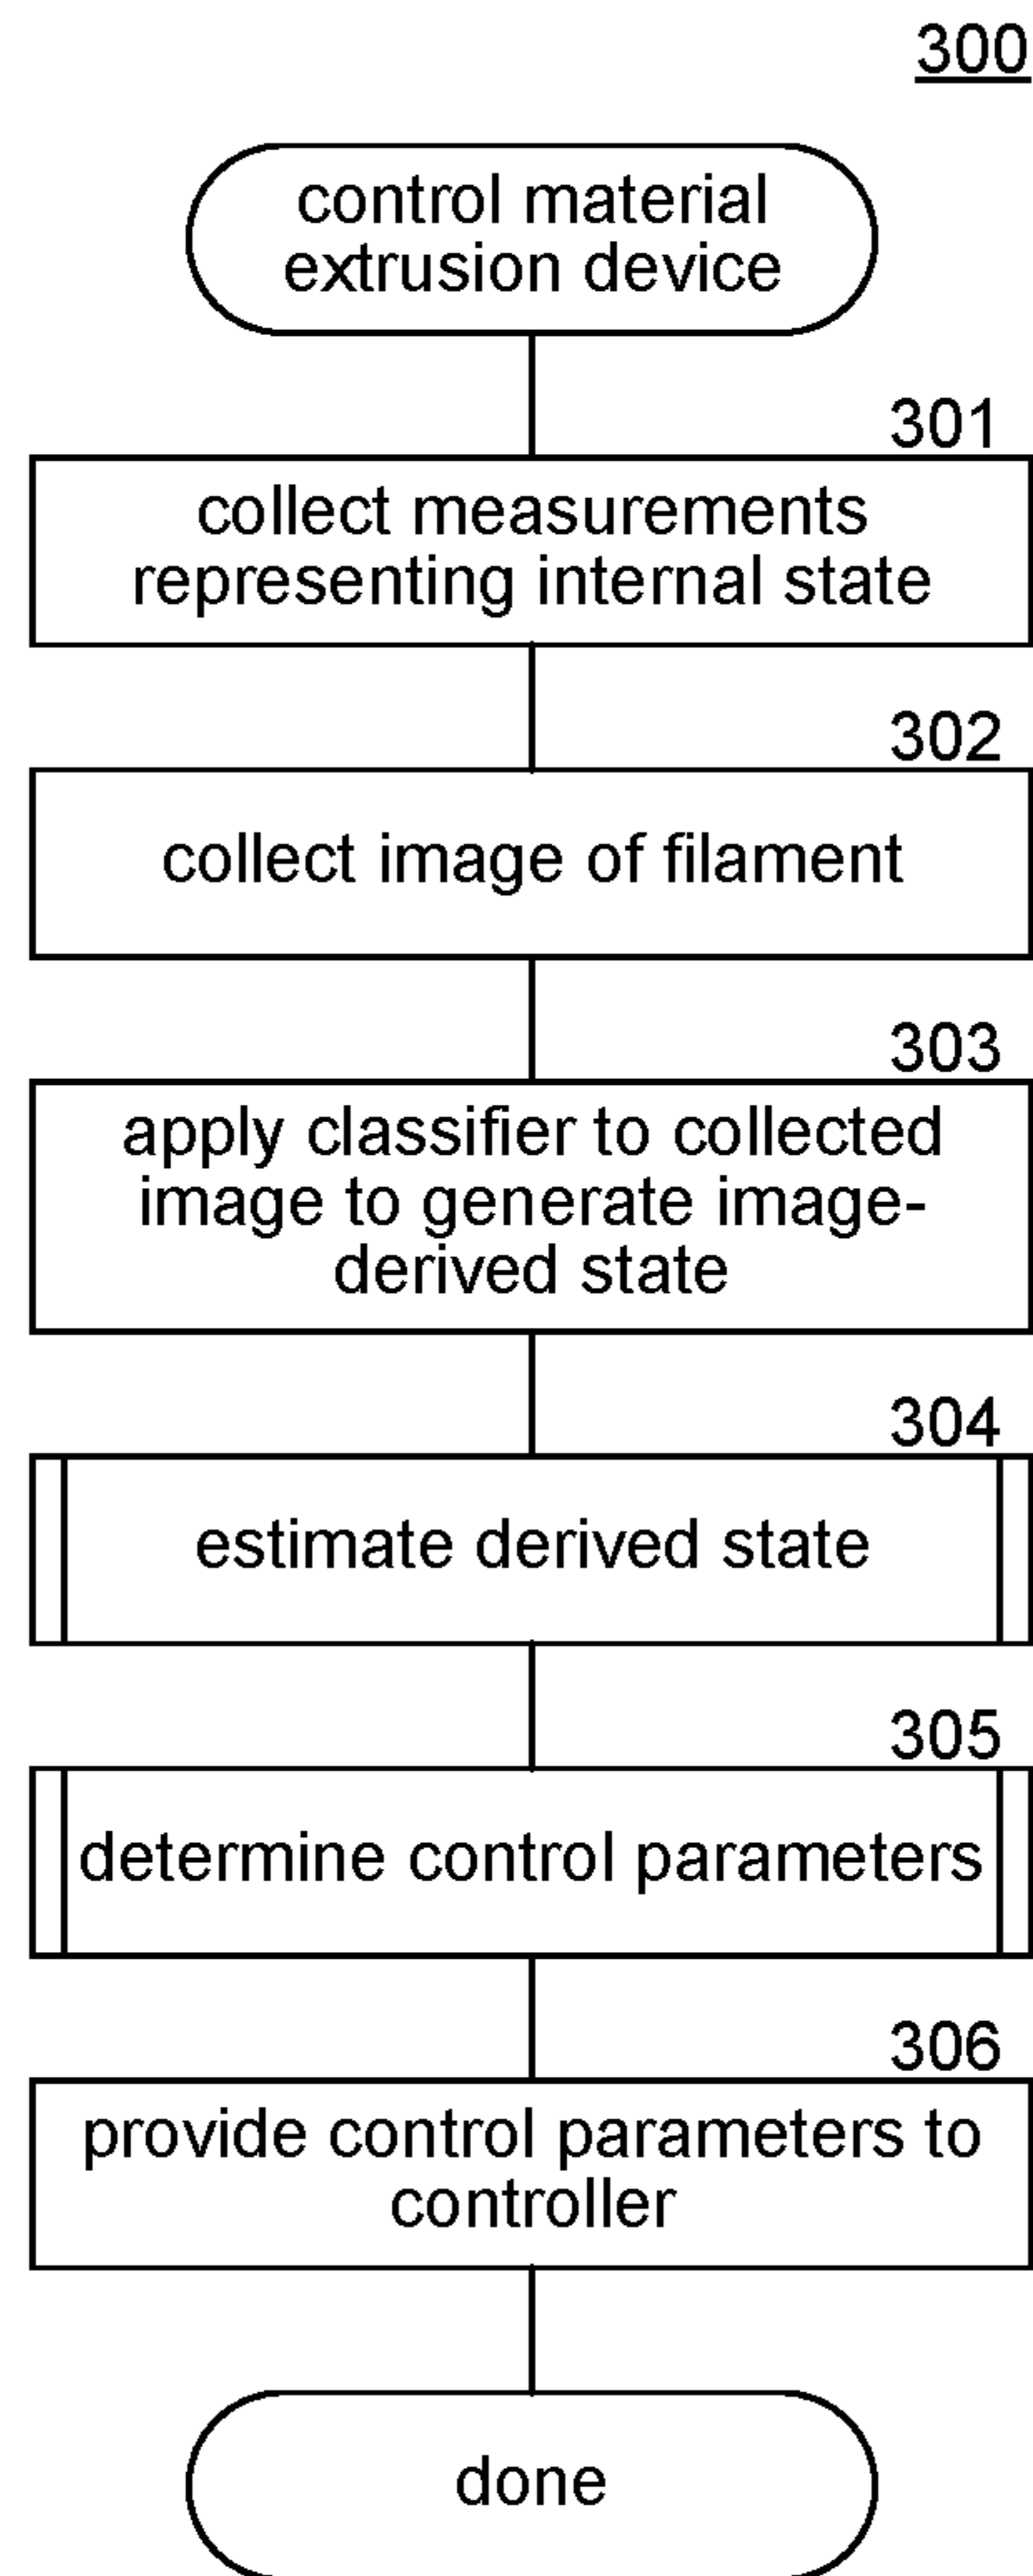 300
control material
extrusion device
301
collect measurements
representing internal state
302
collect image of filament
303
apply classifier to collected
image to generate image-
derived state
304
estimate derived state
305
determine control parameters
306
provide control parameters to
controller
done